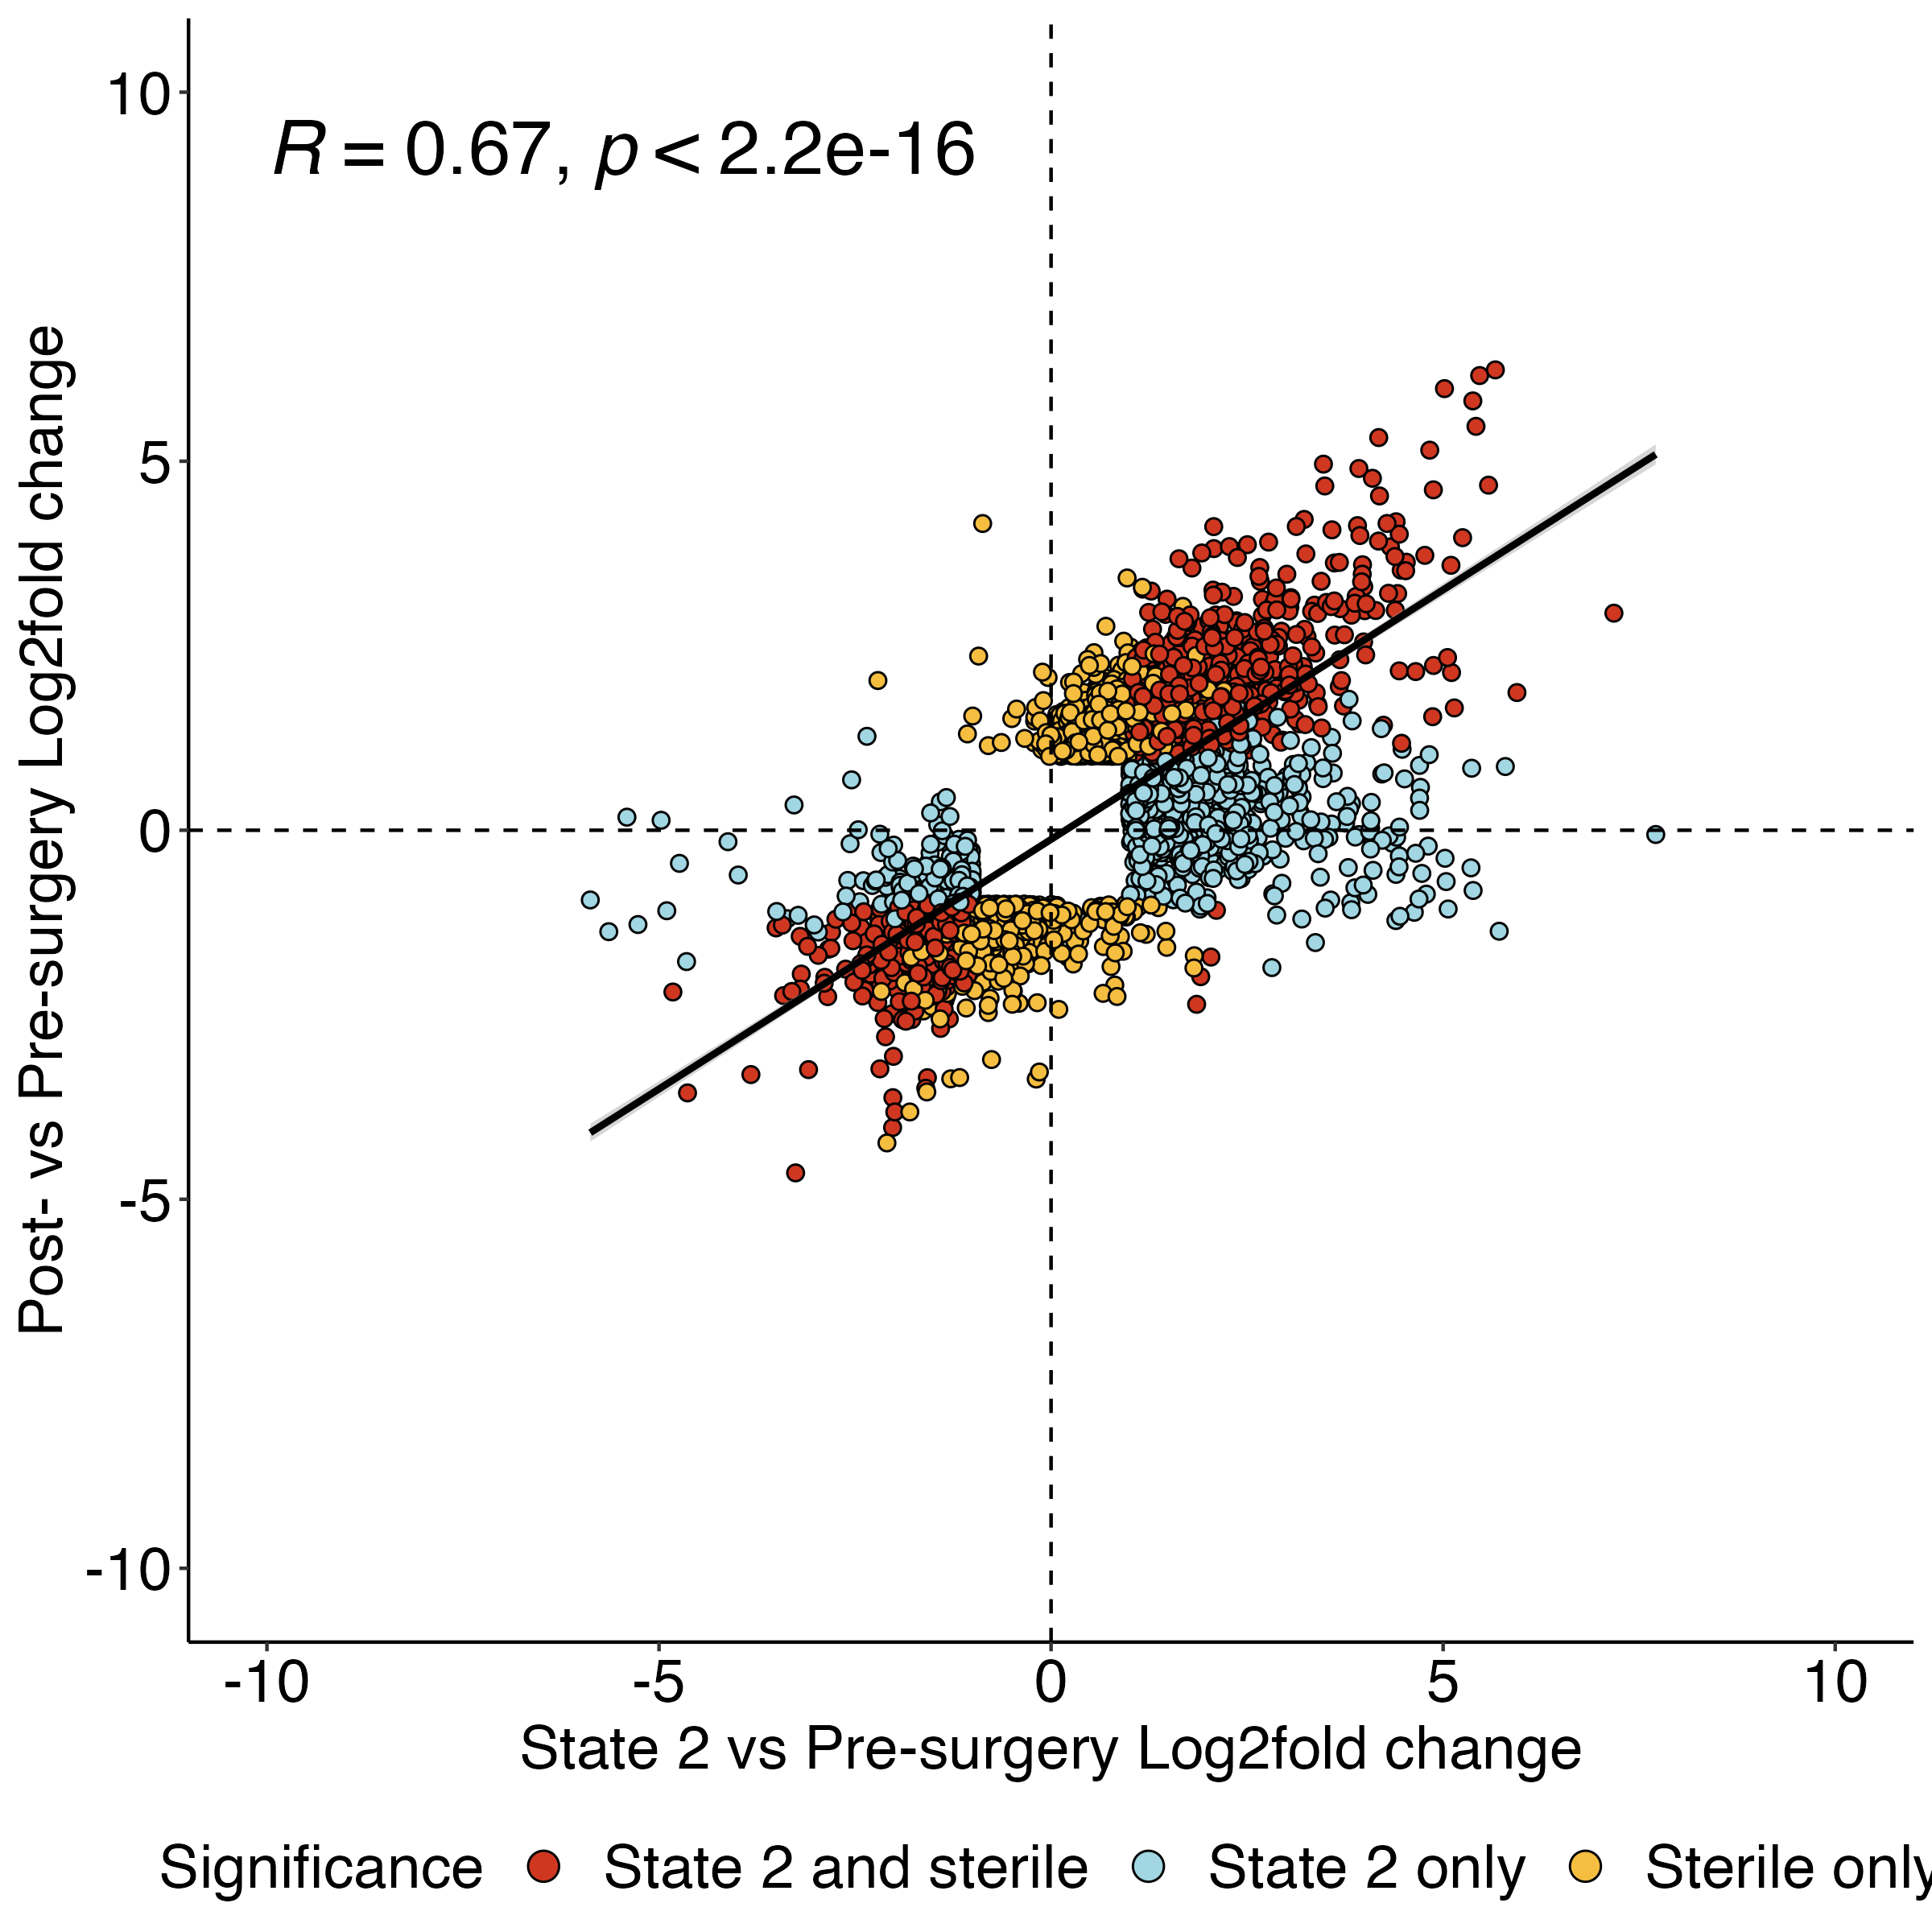 R = 0.67, p < 2.2e-16
Post- vs Pre-surgery Log2fold change
10
5
0
-5
-10
-10
-5
0
5
10
State 2 vs Pre-surgery Log2fold change
Significance State 2 and sterile State 2 only Sterile only